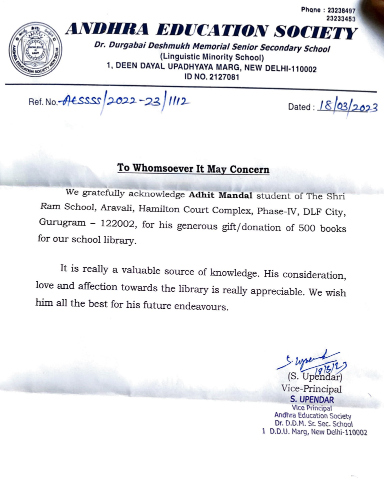 Phone : 23236497
23233453
ANDHRA EDUCATION SOCIETY
Dr. Durgabai Deshmukh Memorial Senior Secondary School
(Linguistic Minority School)
1, DEEN DAYAL UPADHYAYA MARG, NEW DELHI-110002
ID NO. 2127081
Ref. No. AESSSS/2022-23/1112
Dated : 18/03/2023
To Whomsoever It May Concern
We gratefully acknowledge Adhit Mandal student of The Shri
Ram School, Aravali, Hamilton Court Complex, Phase-IV, DLF City,
Gurugram – 122002, for his generous gift/donation of 500 books
for our school library.
It is really a valuable source of knowledge. His consideration,
love and affection towards the library is really appreciable. We wish
him all the best for his future endeavours.
S. Upendar
(S. Upendar)
Vice-Principal
S. UPENDAR
Vice Principal
Andhra Education Society
Dr. D.D.M. Sr. Sec. School
1 D.D.U. Marg, New Delhi-110002